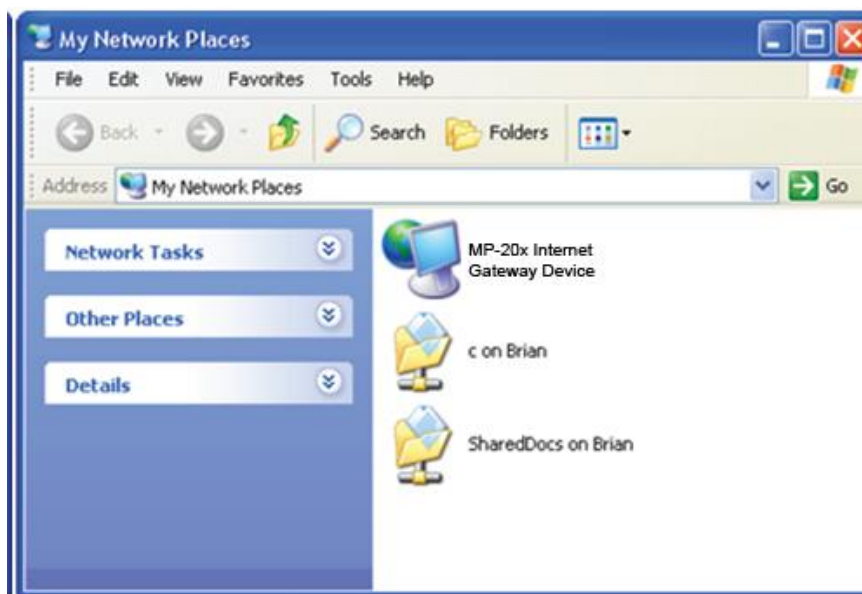 My Network Places
File Edit View Favorites Tools Help
Back Search Folders
Address My Network Places Go
Network Tasks
Other Places
Details
MP-20x Internet
Gateway Device
c on Brian
SharedDocs on Brian